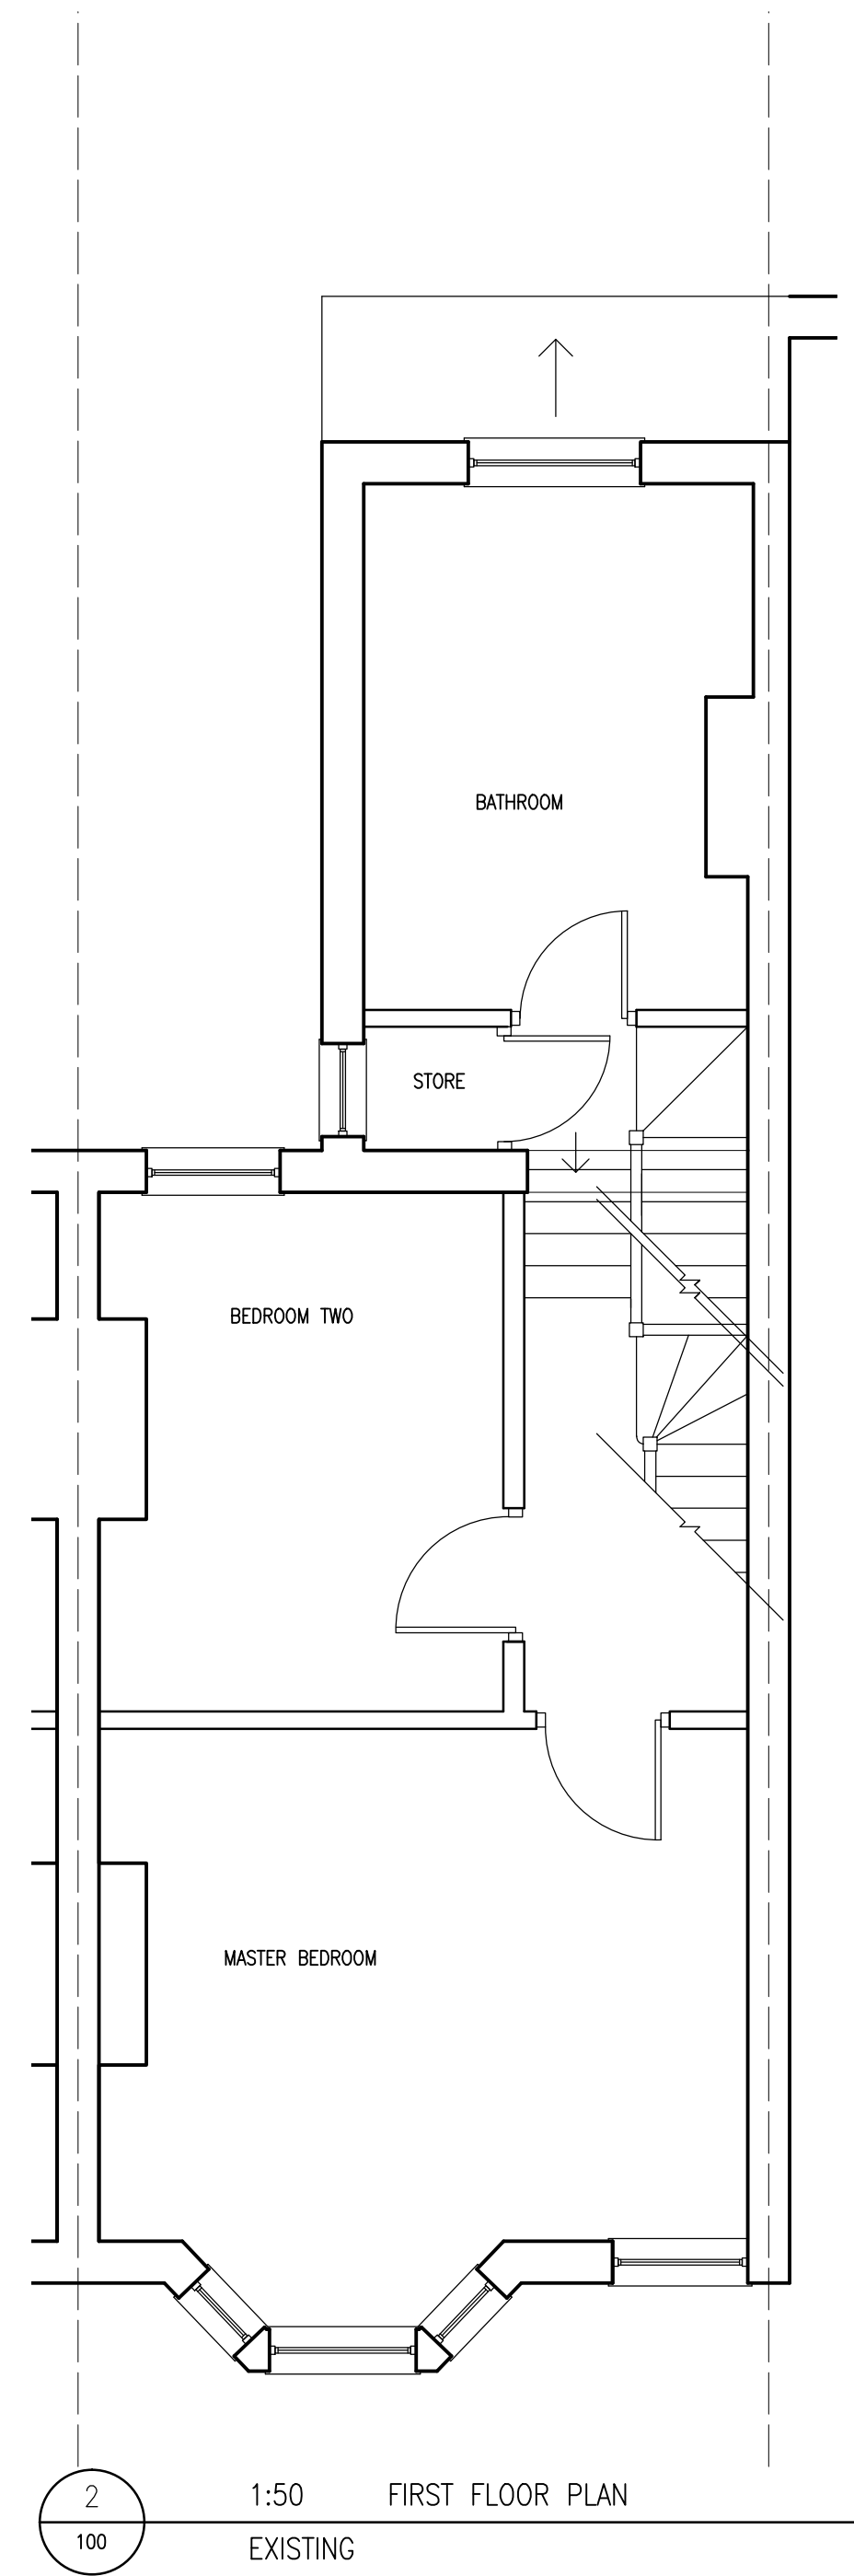 BATHROOM
STORE
BEDROOM TWO
MASTER BEDROOM
2 1:50 FIRST FLOOR PLAN
100 EXISTING